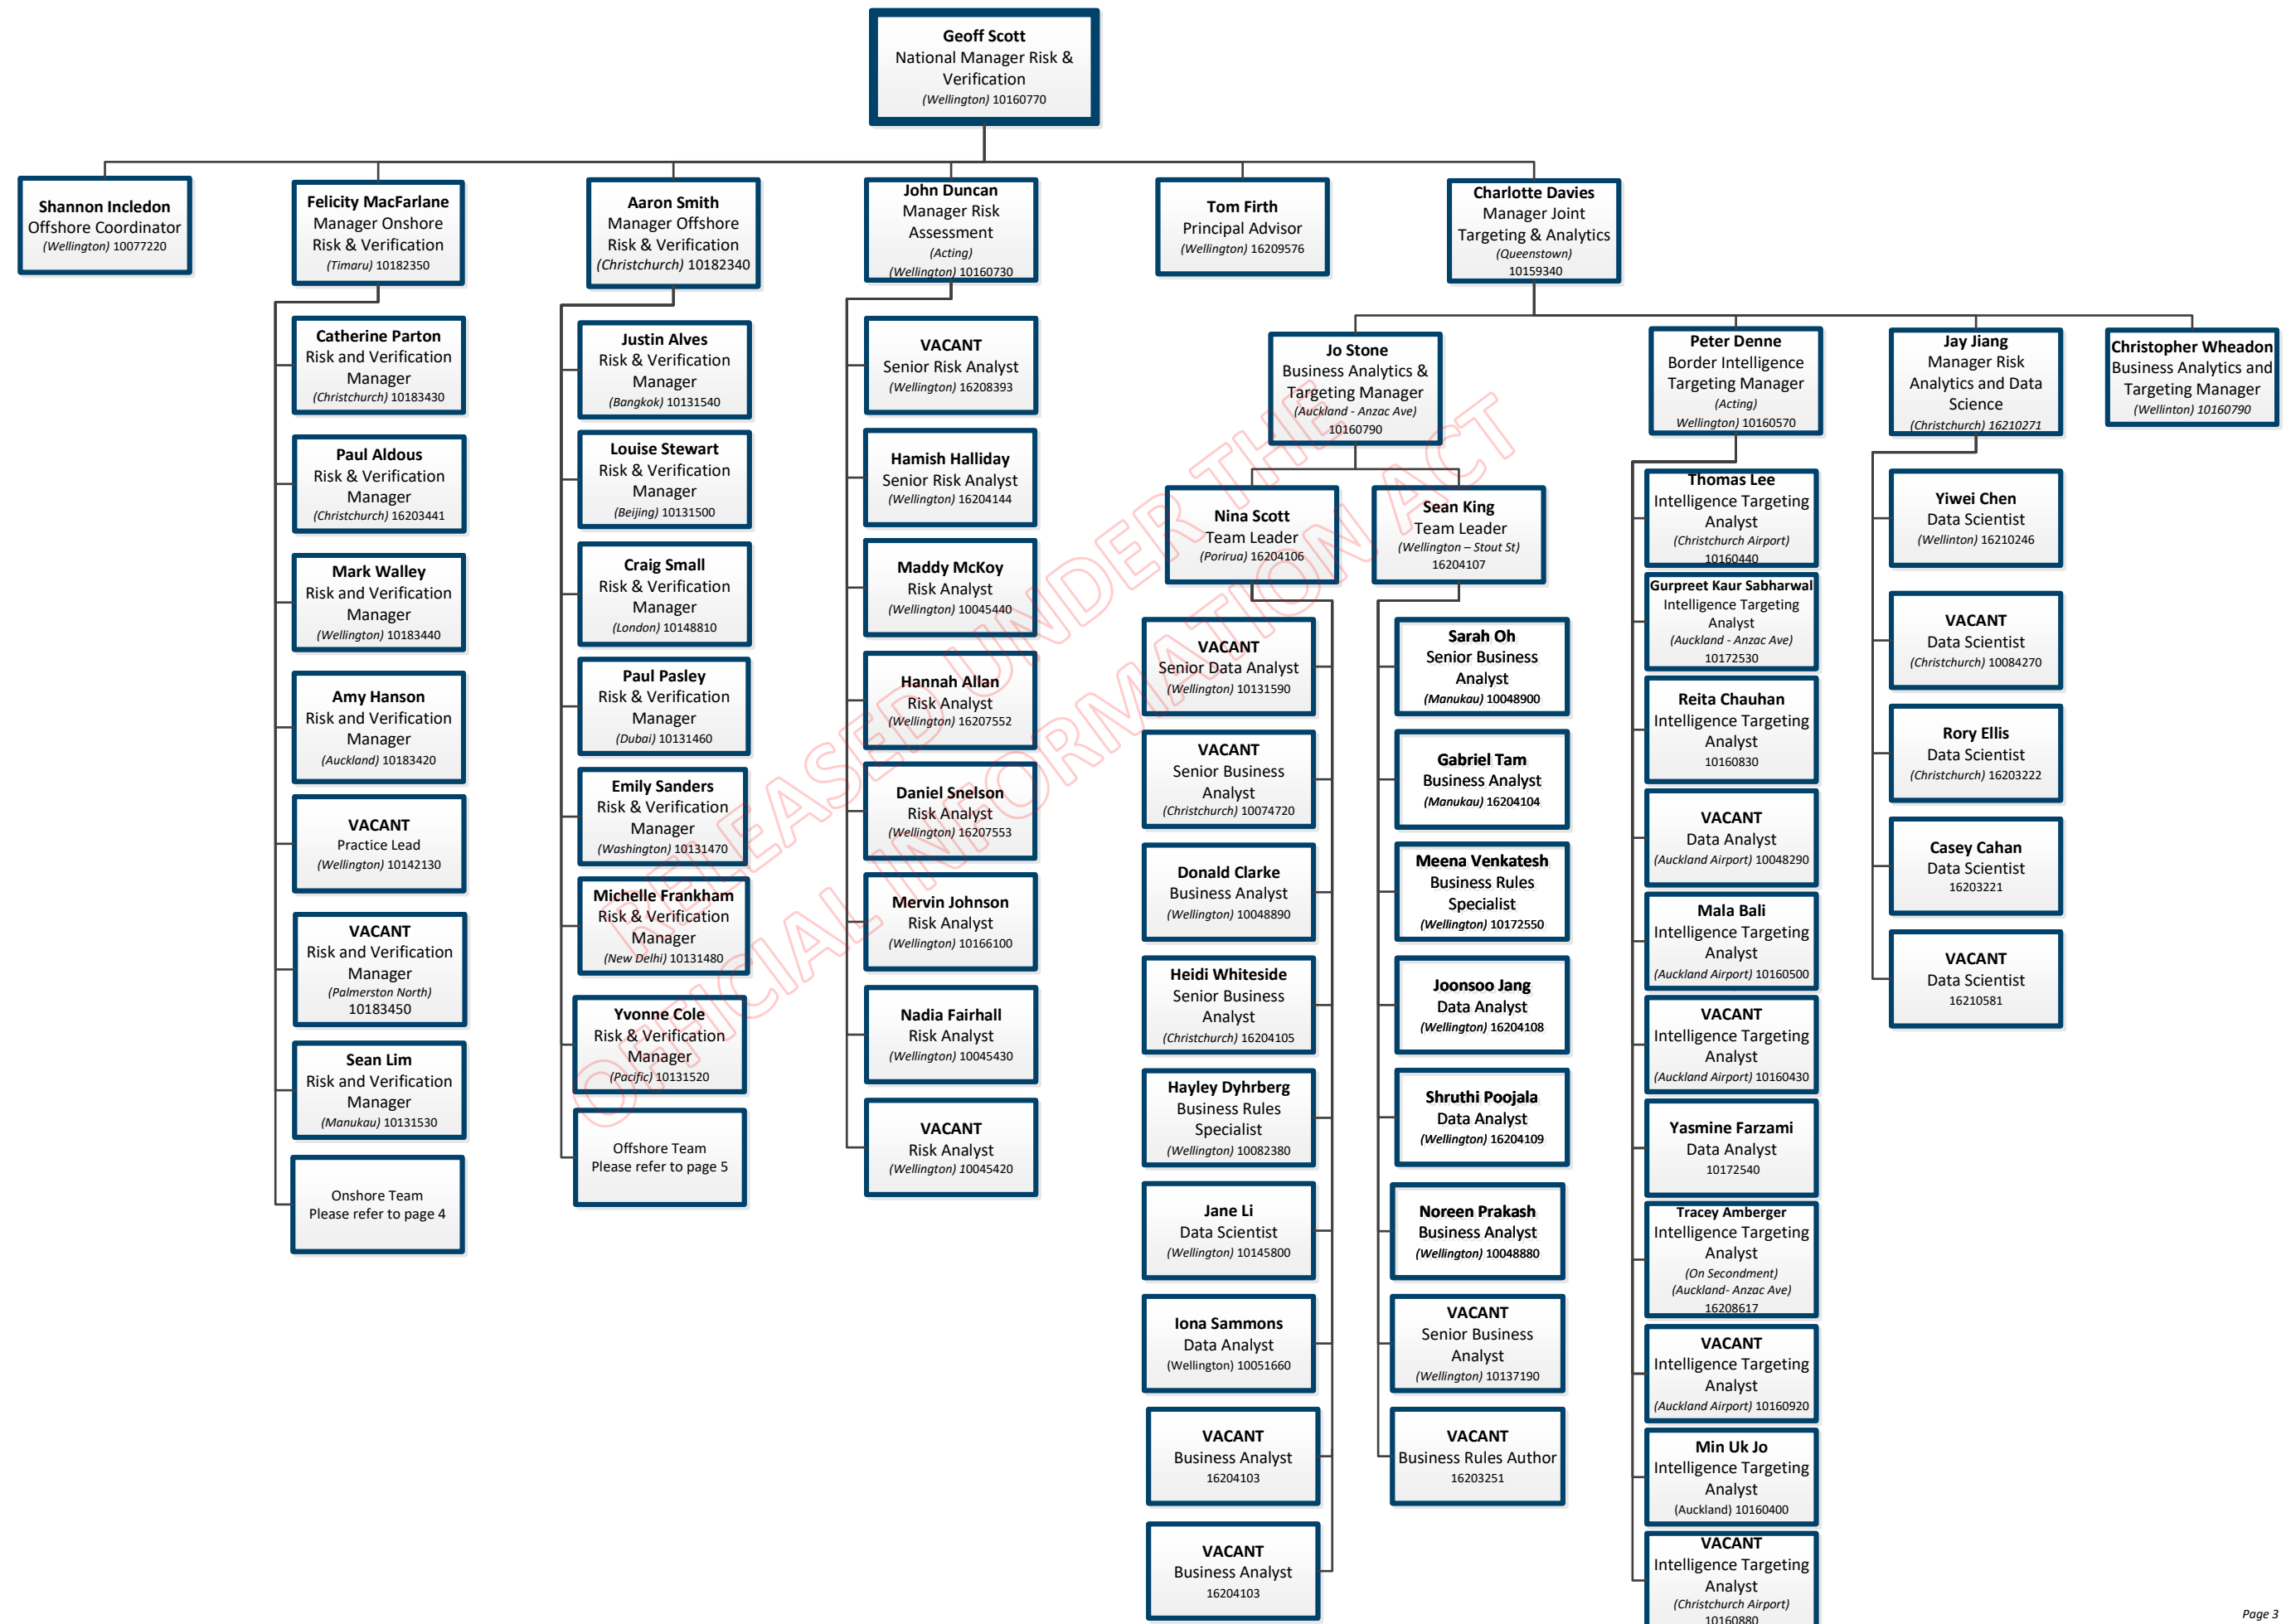 Geoff Scott
National Manager Risk &
Verification
(Wellington) 10160770
Shannon Incledon
Offshore Coordinator
(Wellington) 10077220
Felicity MacFarlane
Manager Onshore
Risk & Verification
(Timaru) 10182350
Aaron Smith
Manager Offshore
Risk & Verification
(Christchurch) 10182340
John Duncan
Manager Risk
Assessment
(Acting)
(Wellington) 10160730
Tom Firth
Principal Advisor
(Wellington) 16209576
Charlotte Davies
Manager Joint
Targeting & Analytics
(Queenstown)
10159340
Catherine Parton
Risk and Verification
Manager
(Christchurch) 10183430
Paul Aldous
Risk & Verification
Manager
(Christchurch) 16203441
Mark Walley
Risk and Verification
Manager
(Wellington) 10183440
Amy Hanson
Risk and Verification
Manager
(Auckland) 10183420
VACANT
Practice Lead
(Wellington) 10142130
VACANT
Risk and Verification
Manager
(Palmerston North)
10183450
Sean Lim
Risk and Verification
Manager
(Manukau) 10131530
Onshore Team
Please refer to page 4
Justin Alves
Risk & Verification
Manager
(Bangkok) 10131540
Louise Stewart
Risk & Verification
Manager
(Beijing) 10131500
Craig Small
Risk & Verification
Manager
(London) 10148810
Paul Pasley
Risk & Verification
Manager
(Dubai) 10131460
Emily Sanders
Risk & Verification
Manager
(Washington) 10131470
Michelle Frankham
Risk & Verification
Manager
(New Delhi) 10131480
Yvonne Cole
Risk & Verification
Manager
(Pacific) 10131520
Offshore Team
Please refer to page 5
VACANT
Senior Risk Analyst
(Wellington) 16208393
Hamish Halliday
Senior Risk Analyst
(Wellington) 16204144
Maddy McKoy
Risk Analyst
(Wellington) 10045440
Hannah Allan
Risk Analyst
(Wellington) 16207552
Daniel Snelson
Risk Analyst
(Wellington) 16207553
Mervin Johnson
Risk Analyst
(Wellington) 10166100
Nadia Fairhall
Risk Analyst
(Wellington) 10045430
VACANT
Risk Analyst
(Wellington) 10045420
Jo Stone
Business Analytics &
Targeting Manager
(Auckland - Anzac Ave)
10160790
Peter Denne
Border Intelligence
Targeting Manager
(Acting)
Wellington) 10160570
Jay Jiang
Manager Risk
Analytics and Data
Science
(Christchurch) 16210271
Christopher Wheadon
Business Analytics and
Targeting Manager
(Wellinton) 10160790
Nina Scott
Team Leader
(Porirua) 16204106
Sean King
Team Leader
(Wellington – Stout St)
16204107
VACANT
Senior Data Analyst
(Wellington) 10131590
VACANT
Senior Business
Analyst
(Christchurch) 10074720
Donald Clarke
Business Analyst
(Wellington) 10048890
Heidi Whiteside
Senior Business
Analyst
(Christchurch) 16204105
Hayley Dyhrberg
Business Rules
Specialist
(Wellington) 10082380
Jane Li
Data Scientist
(Wellington) 10145800
Iona Sammons
Data Analyst
(Wellington) 10051660
VACANT
Business Analyst
16204103
VACANT
Business Analyst
16204103
Sarah Oh
Senior Business
Analyst
(Manukau) 10048900
Gabriel Tam
Business Analyst
(Manukau) 16204104
Meena Venkatesh
Business Rules
Specialist
(Wellington) 10172550
Joonsoo Jang
Data Analyst
(Wellington) 16204108
Shruthi Poojala
Data Analyst
(Wellington) 16204109
Noreen Prakash
Business Analyst
(Wellington) 10048880
VACANT
Senior Business
Analyst
(Wellington) 10137190
VACANT
Business Rules Author
16203251
Thomas Lee
Intelligence Targeting
Analyst
(Christchurch Airport)
10160440
Gurpreet Kaur Sabharwal
Intelligence Targeting
Analyst
(Auckland - Anzac Ave)
10172530
Reita Chauhan
Intelligence Targeting
Analyst
10160830
VACANT
Data Analyst
(Auckland Airport) 10048290
Mala Bali
Intelligence Targeting
Analyst
(Auckland Airport) 10160500
VACANT
Intelligence Targeting
Analyst
(Auckland Airport) 10160430
Yasmine Farzami
Data Analyst
10172540
Tracey Amberger
Intelligence Targeting
Analyst
(On Secondment)
(Auckland- Anzac Ave)
16208617
VACANT
Intelligence Targeting
Analyst
(Auckland Airport) 10160920
Min Uk Jo
Intelligence Targeting
Analyst
(Auckland) 10160400
VACANT
Intelligence Targeting
Analyst
(Christchurch Airport)
10160880
Yiwei Chen
Data Scientist
(Wellinton) 16210246
VACANT
Data Scientist
(Christchurch) 10084270
Rory Ellis
Data Scientist
(Christchurch) 16203222
Casey Cahan
Data Scientist
16203221
VACANT
Data Scientist
16210581
RELEASED UNDER THE
OFFICIAL INFORMATION ACT
Page 3